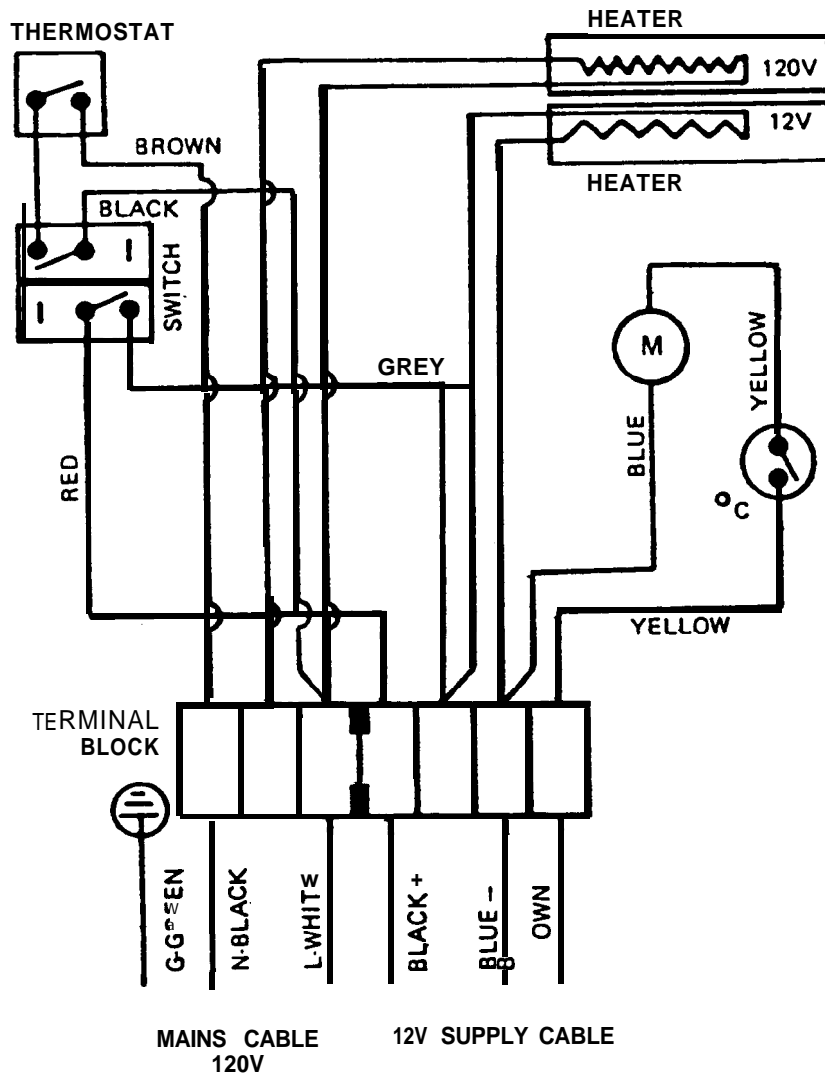 THERMOSTAT
HEATER
120V
12V
HEATER
BROWN
BLACK
SWITCH
GREY
RED
M
YELLOW
BLUE
°C
YELLOW
TERMINAL
BLOCK
N-BLACK
L-WHITE
BLACK +
BLUE -
OWN
MAINS CABLE
120V
12V SUPPLY CABLE